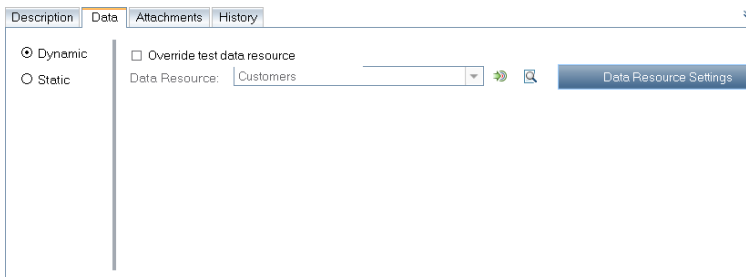 Description Data Attachments History
Dynamic
Override test data resource
Static
Data Resource: Customers
Data Resource Settings